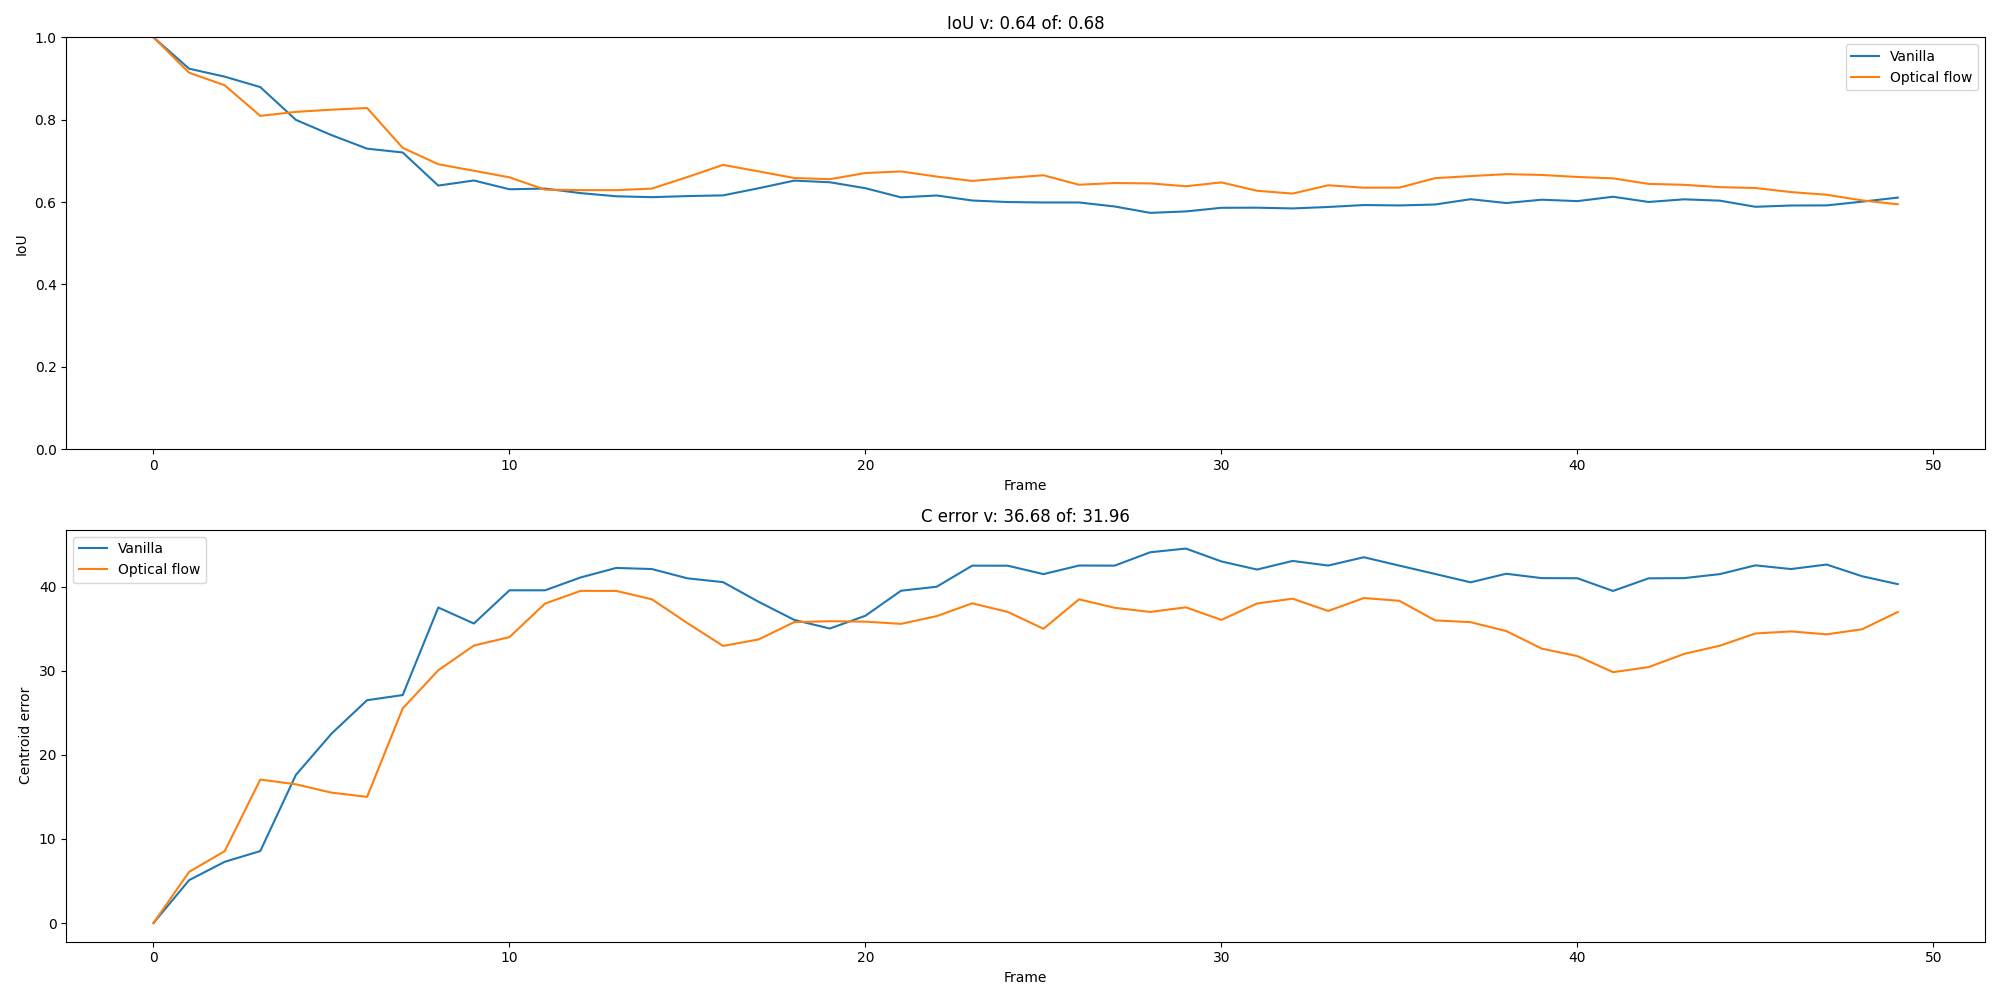 IoU v: 0.64 of: 0.68
1.0
0.8
0.6
0.4
0.2
0.0
IoU
Vanilla
Optical flow
0 10 20 30 40 50
Frame
C error v: 36.68 of: 31.96
Vanilla
Optical flow
40
30
20
10
0
Centroid error
0 10 20 30 40 50
Frame